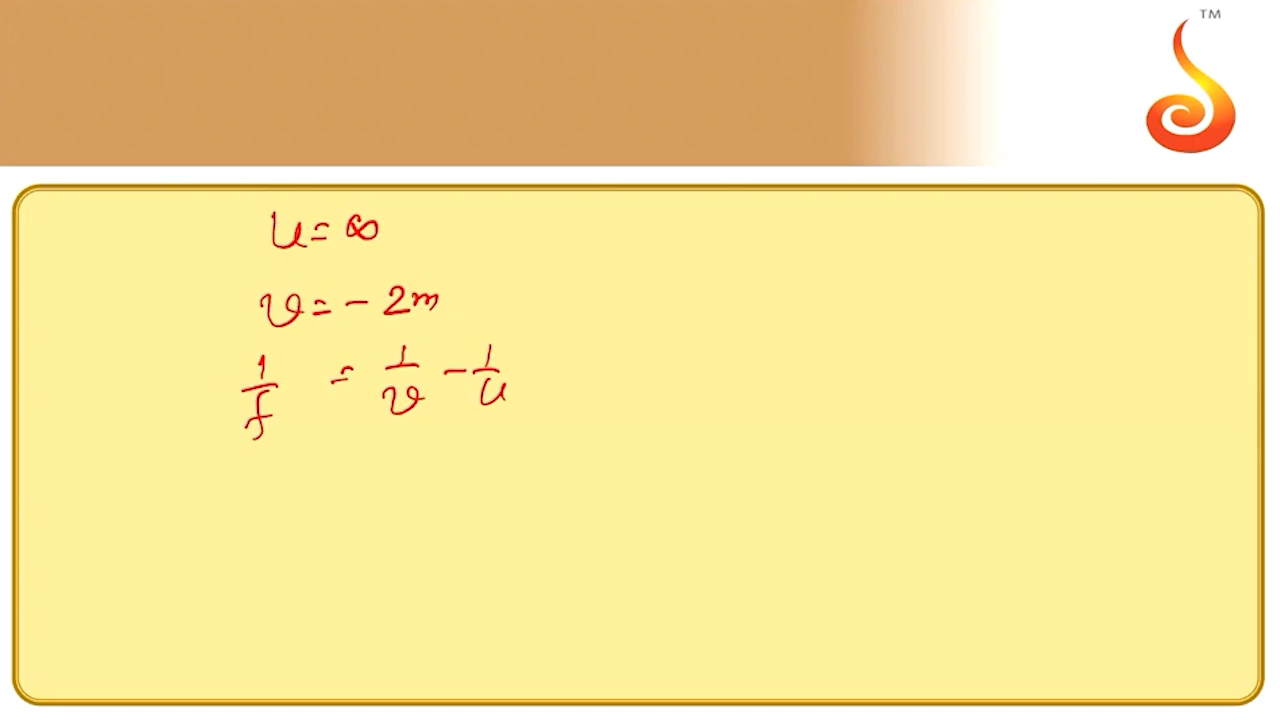 TM
u = ∞
v = - 2m
1/f = 1/v - 1/u